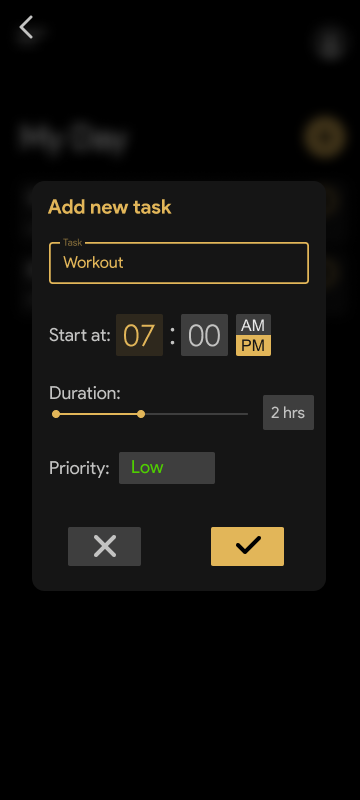 My Day
Add new task
Task
Workout
Start at: 07 : 00 AM
PM
Duration:
2 hrs
Priority: Low